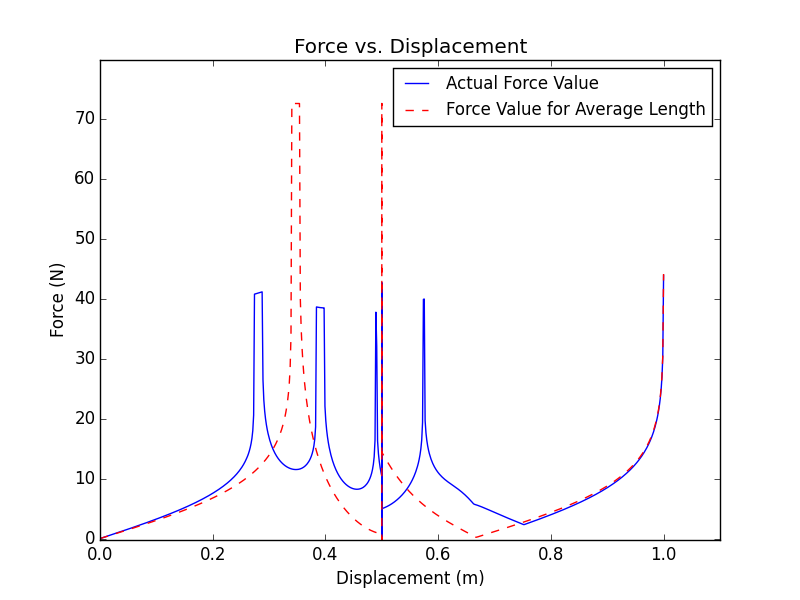 Force vs. Displacement
Actual Force Value
Force Value for Average Length
Force (N)
70
60
50
40
30
20
10
0
0.0 0.2 0.4 0.6 0.8 1.0
Displacement (m)